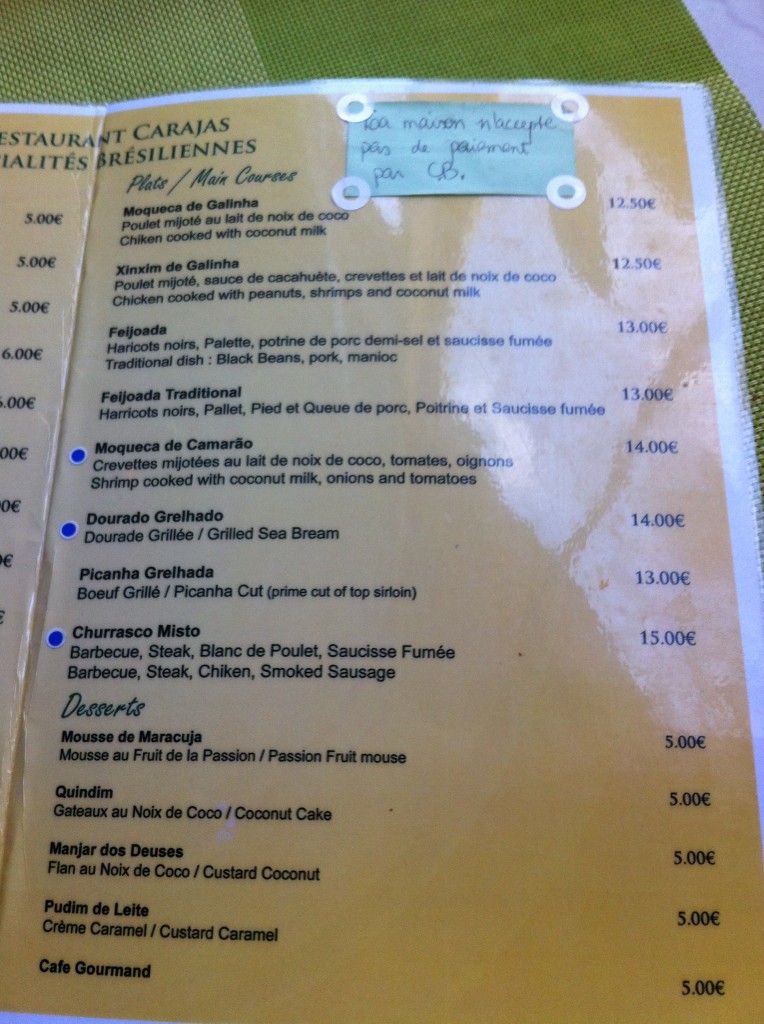 ESTAURANT CARAJAS
IALITÉS BRÉSILIENNES
La maison n'accepte
pas de paiement
par CB.
Plats / Main Courses
5.00€
5.00€
5.00€
6.00€
5.00€
00€
0€
€
Moqueca de Galinha 12.50€
Poulet mijoté au lait de noix de coco
Chiken cooked with coconut milk
Xinxim de Galinha 12.50€
Poulet mijoté, sauce de cacahuète, crevettes et lait de noix de coco
Chicken cooked with peanuts, shrimps and coconut milk
Feijoada 13.00€
Haricots noirs, Palette, potrine de porc demi-sel et saucisse fumée
Traditional dish : Black Beans, pork, manioc
Feijoada Traditional 13.00€
Harricots noirs, Pallet, Pied et Queue de porc, Poitrine et Saucisse fumée
Moqueca de Camarão 14.00€
Crevettes mijotées au lait de noix de coco, tomates, oignons
Shrimp cooked with coconut milk, onions and tomatoes
Dourado Grelhado 14.00€
Dourade Grillée / Grilled Sea Bream
Picanha Grelhada 13.00€
Boeuf Grillé / Picanha Cut (prime cut of top sirloin)
Churrasco Misto 15.00€
Barbecue, Steak, Blanc de Poulet, Saucisse Fumée
Barbecue, Steak, Chiken, Smoked Sausage
Desserts
Mousse de Maracuja 5.00€
Mousse au Fruit de la Passion / Passion Fruit mouse
Quindim 5.00€
Gateaux au Noix de Coco / Coconut Cake
Manjar dos Deuses 5.00€
Flan au Noix de Coco / Custard Coconut
Pudim de Leite 5.00€
Crème Caramel / Custard Caramel
Cafe Gourmand 5.00€